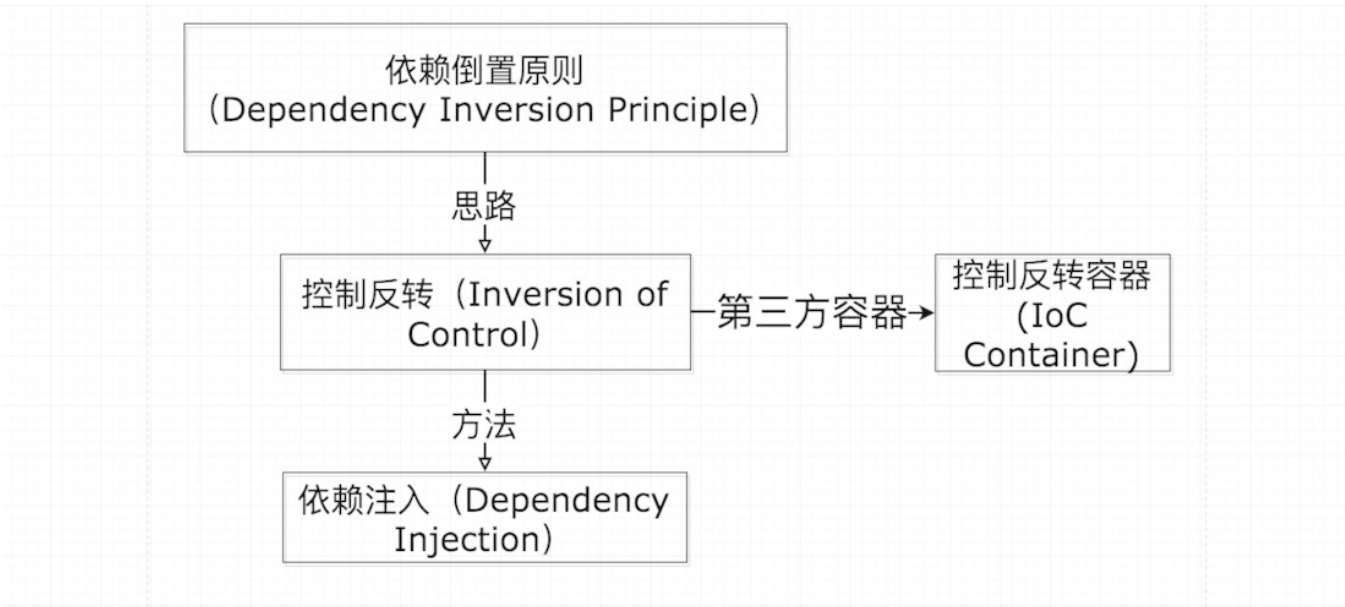 依赖倒置原则
（Dependency Inversion Principle）
思路
控制反转（Inversion of
Control）
第三方容器
控制反转容器
(IoC
Container)
方法
依赖注入（Dependency
Injection）